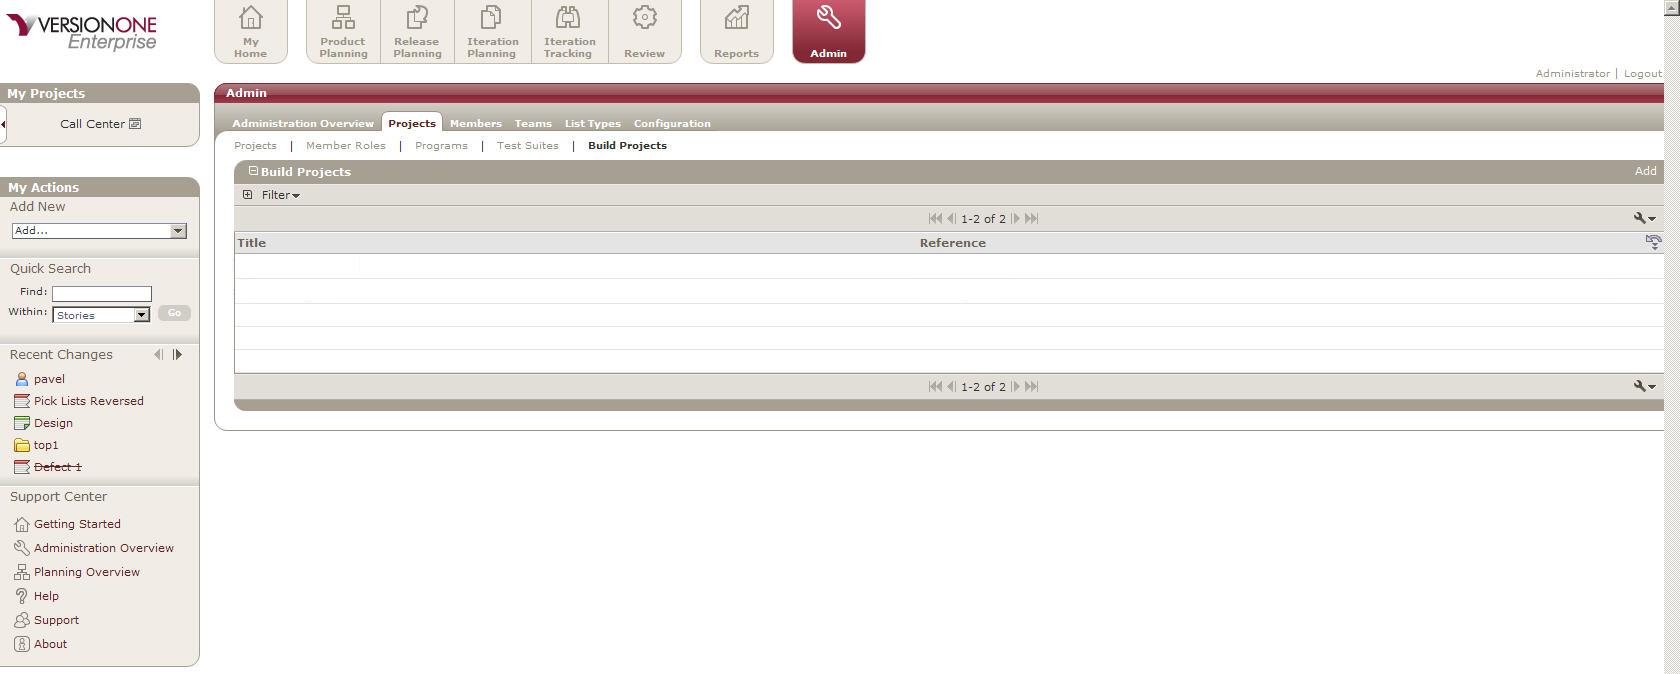 VERSIONONE
Enterprise
My Home
Product Planning
Release Planning
Iteration Planning
Iteration Tracking
Review
Reports
Admin
Administrator | Logout
My Projects
Call Center
My Actions
Add New
Add...
Quick Search
Find:
Within: Stories Go
Recent Changes
pavel
Pick Lists Reversed
Design
top1
Defect 1
Support Center
Getting Started
Administration Overview
Planning Overview
Help
Support
About
Admin
Administration Overview Projects Members Teams List Types Configuration
Projects | Member Roles | Programs | Test Suites | Build Projects
Build Projects Add
Filter
1-2 of 2
Title Reference
1-2 of 2